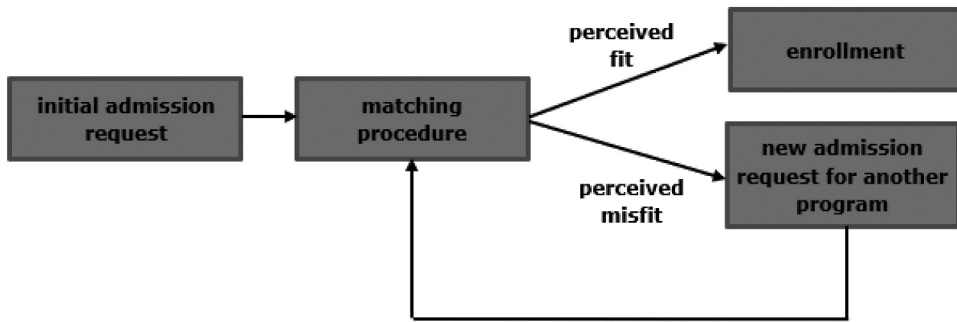 initial admission
request
matching
procedure
perceived
fit
enrollment
perceived
misfit
new admission
request for another
program